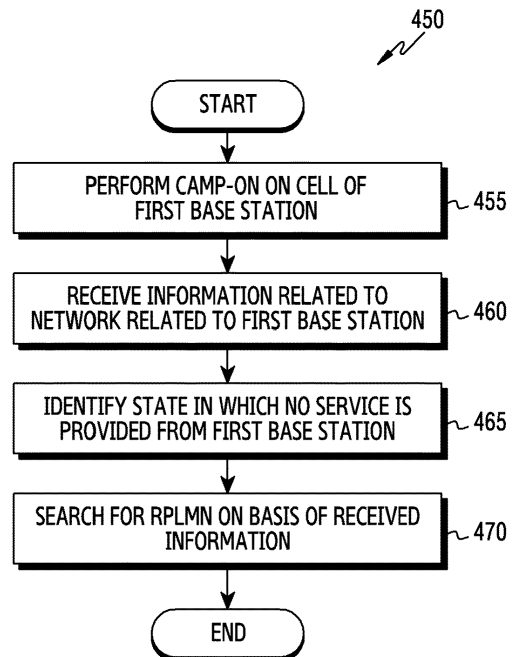 450
START
PERFORM CAMP-ON ON CELL OF
FIRST BASE STATION
455
RECEIVE INFORMATION RELATED TO
NETWORK RELATED TO FIRST BASE STATION
460
IDENTIFY STATE IN WHICH NO SERVICE IS
PROVIDED FROM FIRST BASE STATION
465
SEARCH FOR RPLMN ON BASIS OF RECEIVED
INFORMATION
470
END